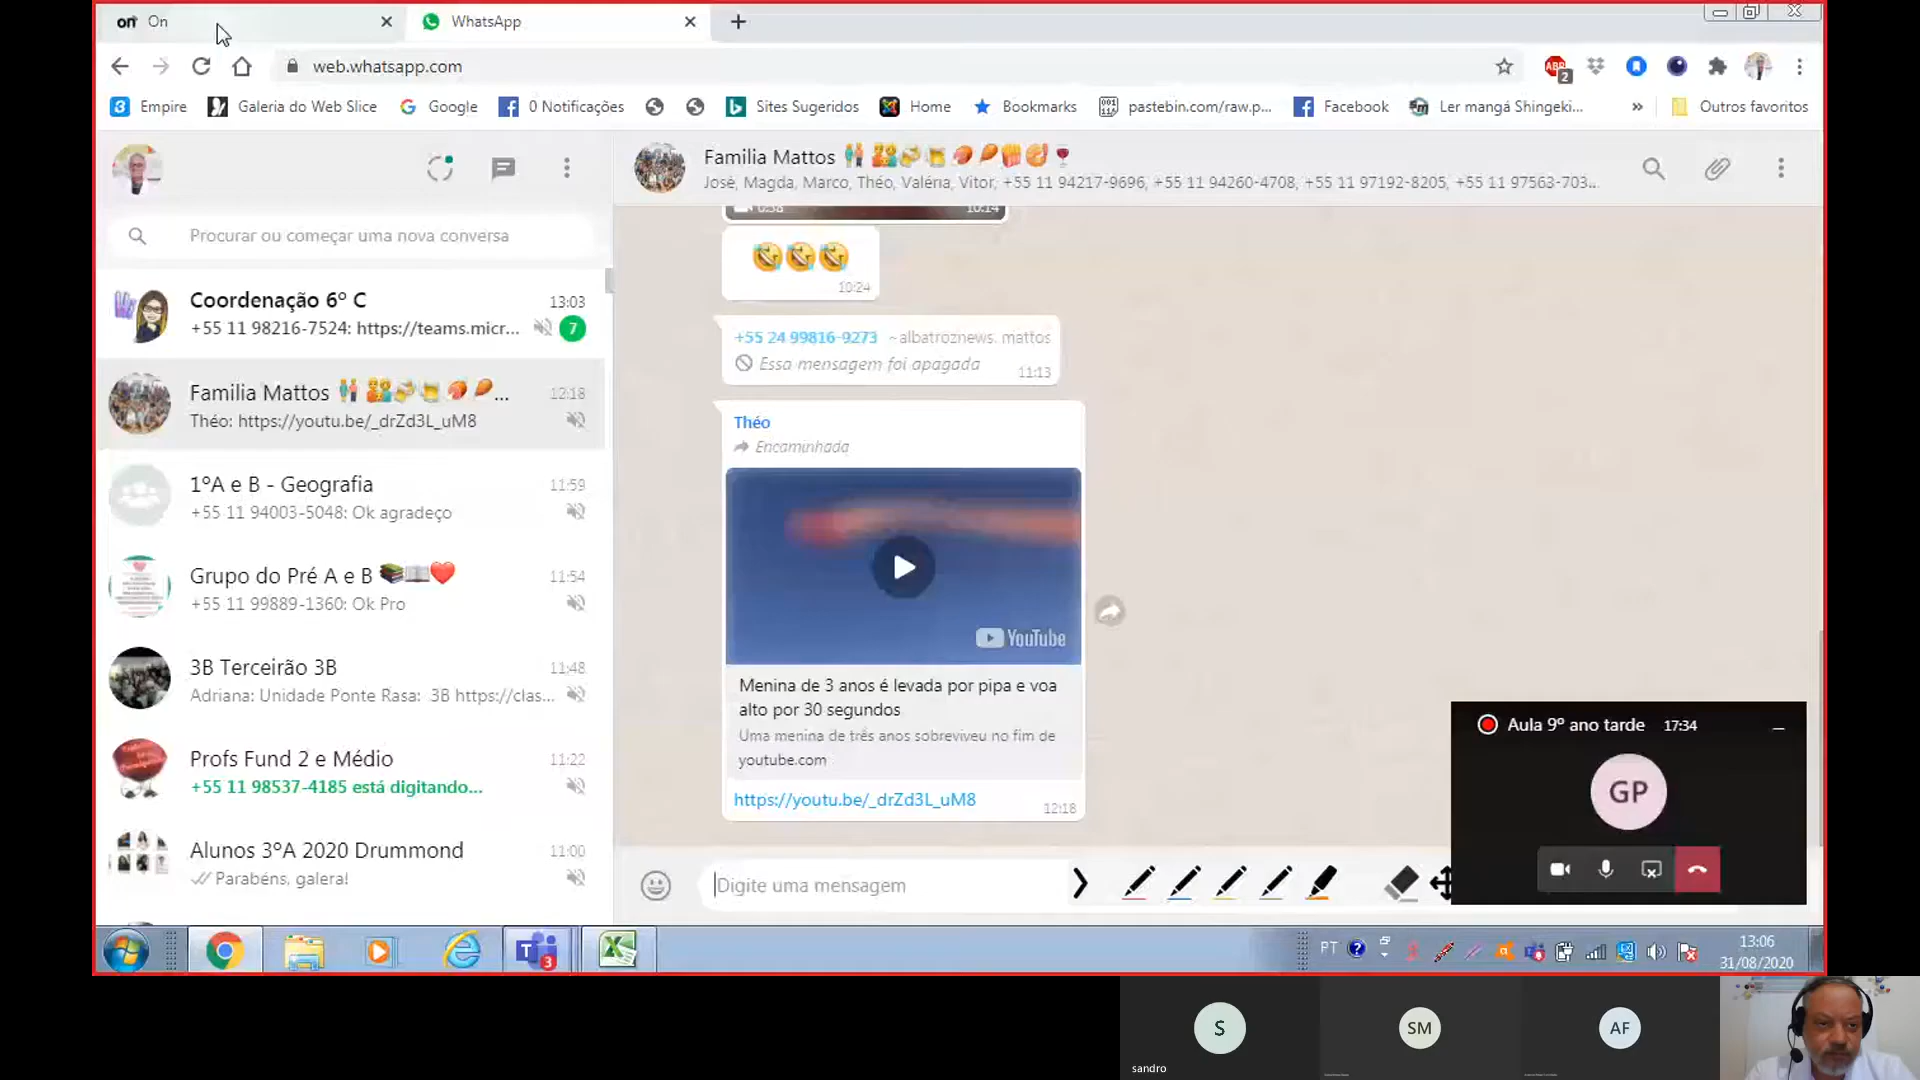 on On
WhatsApp
web.whatsapp.com
ABP
2
Empire
Galeria do Web Slice
Google
0 Notificações
Sites Sugeridos
Home
Bookmarks
pastebin.com/raw.p...
Facebook
Ler mangá Shingeki...
»
Outros favoritos
Familia Mattos
José, Magda, Marco, Théo, Valéria, Vitor, +55 11 94217-9696, +55 11 94260-4708, +55 11 97192-8205, +55 11 97563-703...
Procurar ou começar uma nova conversa
Coordenação 6º C 13:03
+55 11 98216-7524: https://teams.micr... 7
Familia Mattos ... 12:18
Théo: https://youtu.be/_drZd3L_uM8
1ºA e B - Geografia 11:59
+55 11 94003-5048: Ok agradeço
Grupo do Pré A e B 11:54
+55 11 99889-1360: Ok Pro
3B Terceirão 3B 11:48
Adriana: Unidade Ponte Rasa: 3B https://clas...
Profs Fund 2 e Médio 11:22
+55 11 98537-4185 está digitando...
Alunos 3ºA 2020 Drummond 11:00
Parabéns, galera!
0:58 10:14
10:24
+55 24 99816-9273 ~albatroznews. mattos
Essa mensagem foi apagada 11:13
Théo
Encaminhada
YouTube
Menina de 3 anos é levada por pipa e voa
alto por 30 segundos
Uma menina de três anos sobreviveu no fim de
youtube.com
https://youtu.be/_drZd3L_uM8 12:18
Digite uma mensagem
Aula 9º ano tarde 17:34
GP
T 3
PT
13:06
31/08/2020
S
SM
AF
sandro